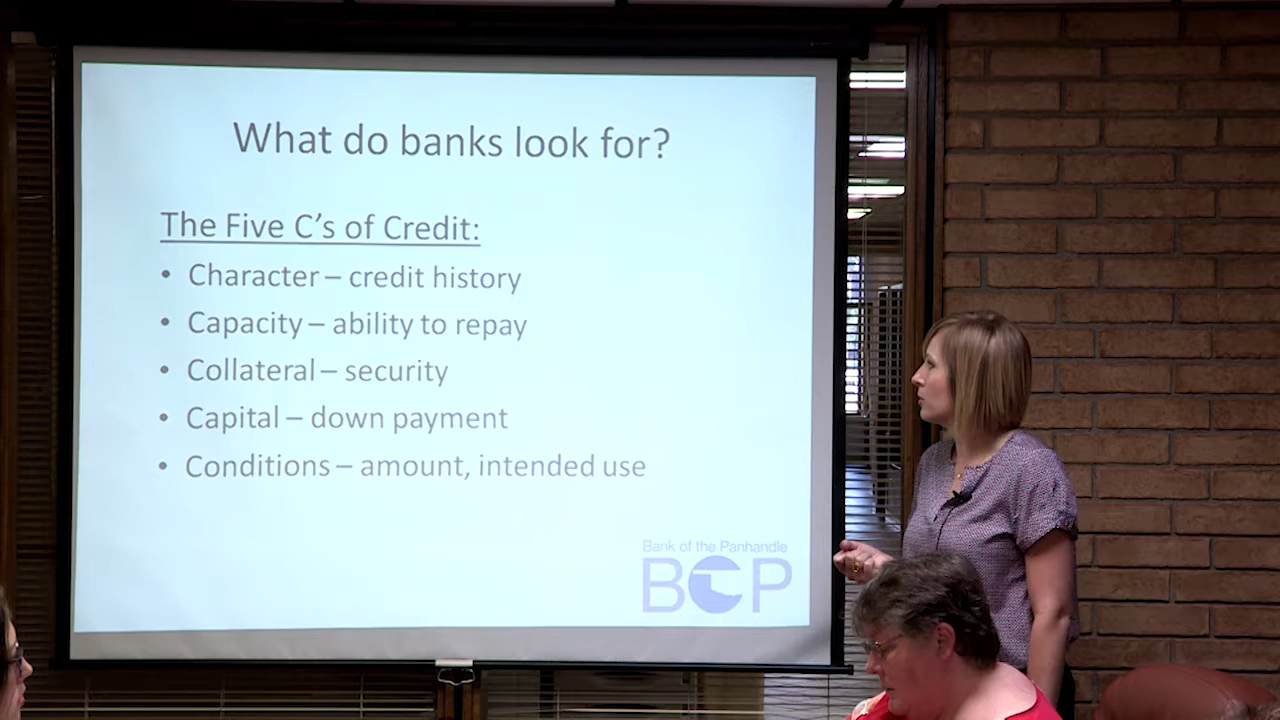 What do banks look for?
The Five C's of Credit:
• Character – credit history
• Capacity – ability to repay
• Collateral – security
• Capital – down payment
• Conditions – amount, intended use
Bank of the Panhandle
BCP